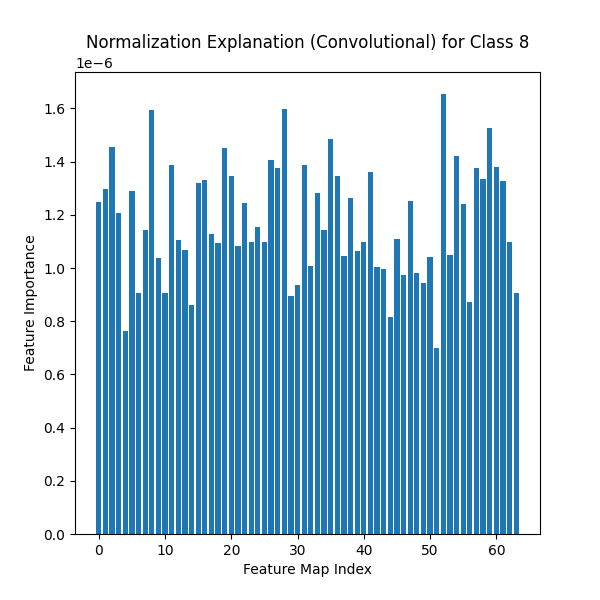 Normalization Explanation (Convolutional) for Class 8
1e−6
1.6
1.4
1.2
1.0
0.8
0.6
0.4
0.2
0.0
Feature Importance
0 10 20 30 40 50 60
Feature Map Index